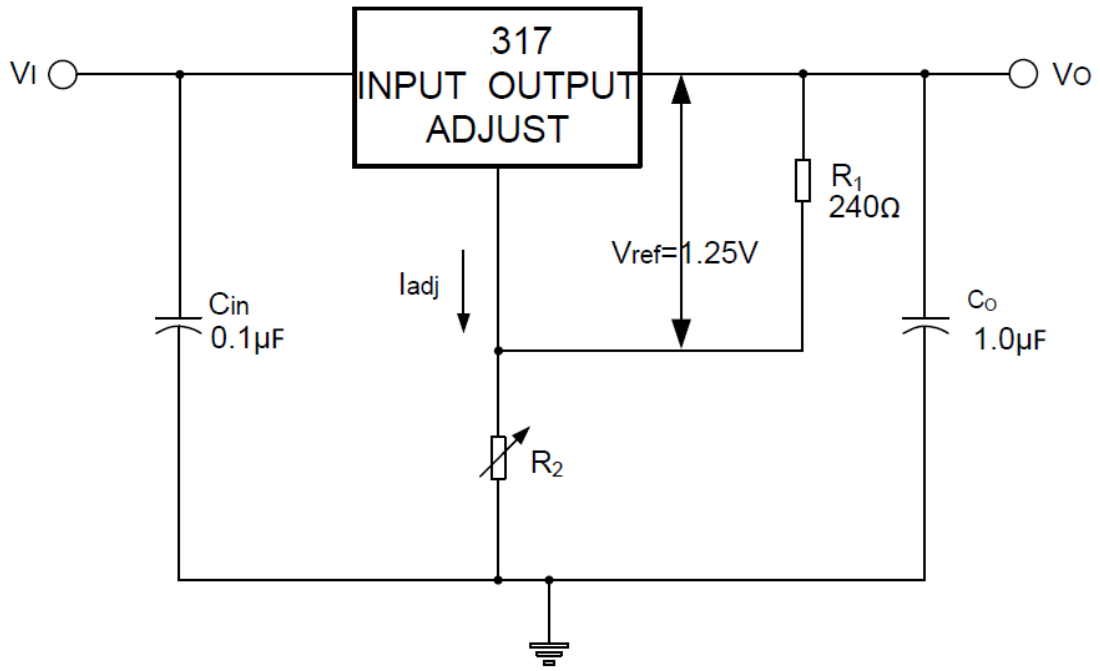 317
VI
VO
INPUT OUTPUT
ADJUST
R1
240Ω
Vref=1.25V
Iadj
Cin
0.1µF
CO
1.0µF
R2